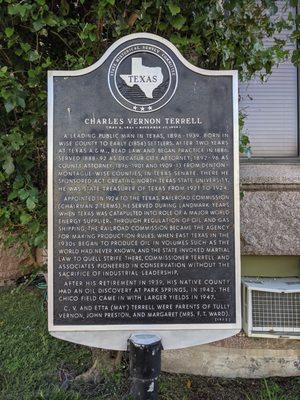 TEXAS
CHARLES VERNON TERRELL
A LEADING PUBLIC MAN IN TEXAS, 1896-1939. BORN IN
WISE COUNTY TO EARLY (1854) SETTLERS. AFTER TWO YEARS
AT TEXAS A.&M., READ LAW AND BEGAN PRACTICE IN 1886.
SERVED 1888-92 AS DECATUR CITY ATTORNEY; 1892-96 AS
COUNTY ATTORNEY; 1896-1901 AND 1909-13 FROM DENTON-
MONTAGUE-WISE COUNTIES, IN TEXAS SENATE. THERE HE
SPONSORED ACT CREATING NORTH TEXAS STATE UNIVERSITY.
HE WAS STATE TREASURER OF TEXAS FROM 1921 TO 1924.
APPOINTED IN 1924 TO THE TEXAS RAILROAD COMMISSION
(CHAIRMAN 2 TERMS), HE SERVED DURING LANDMARK YEARS
WHEN TEXAS WAS CATAPULTED INTO ROLE OF A MAJOR WORLD
ENERGY SUPPLIER. THROUGH REGULATION OF OIL AND GAS
SHIPPING, THE RAILROAD COMMISSION BECAME THE AGENCY
FOR MAKING PRODUCTION RULES. WHEN EAST TEXAS IN THE
1930s BEGAN TO PRODUCE OIL IN VOLUMES SUCH AS THE
WORLD HAD NEVER KNOWN, AND THE STATE INVOKED MARTIAL
LAW TO QUELL STRIFE THERE, COMMISSIONER TERRELL AND
ASSOCIATES PIONEERED IN CONSERVATION WITHOUT THE
SACRIFICE OF INDUSTRIAL LEADERSHIP.
AFTER HIS RETIREMENT IN 1939, HIS NATIVE COUNTY
HAD AN OIL DISCOVERY AT PARK SPRINGS, IN 1942. THE
CHICO FIELD CAME IN WITH LARGER YIELDS IN 1947.
C. V. AND ETTA (MAY) TERRELL WERE PARENTS OF TULLY
VERNON, JOHN PRESTON, AND MARGARET (MRS. F. T. WARD).